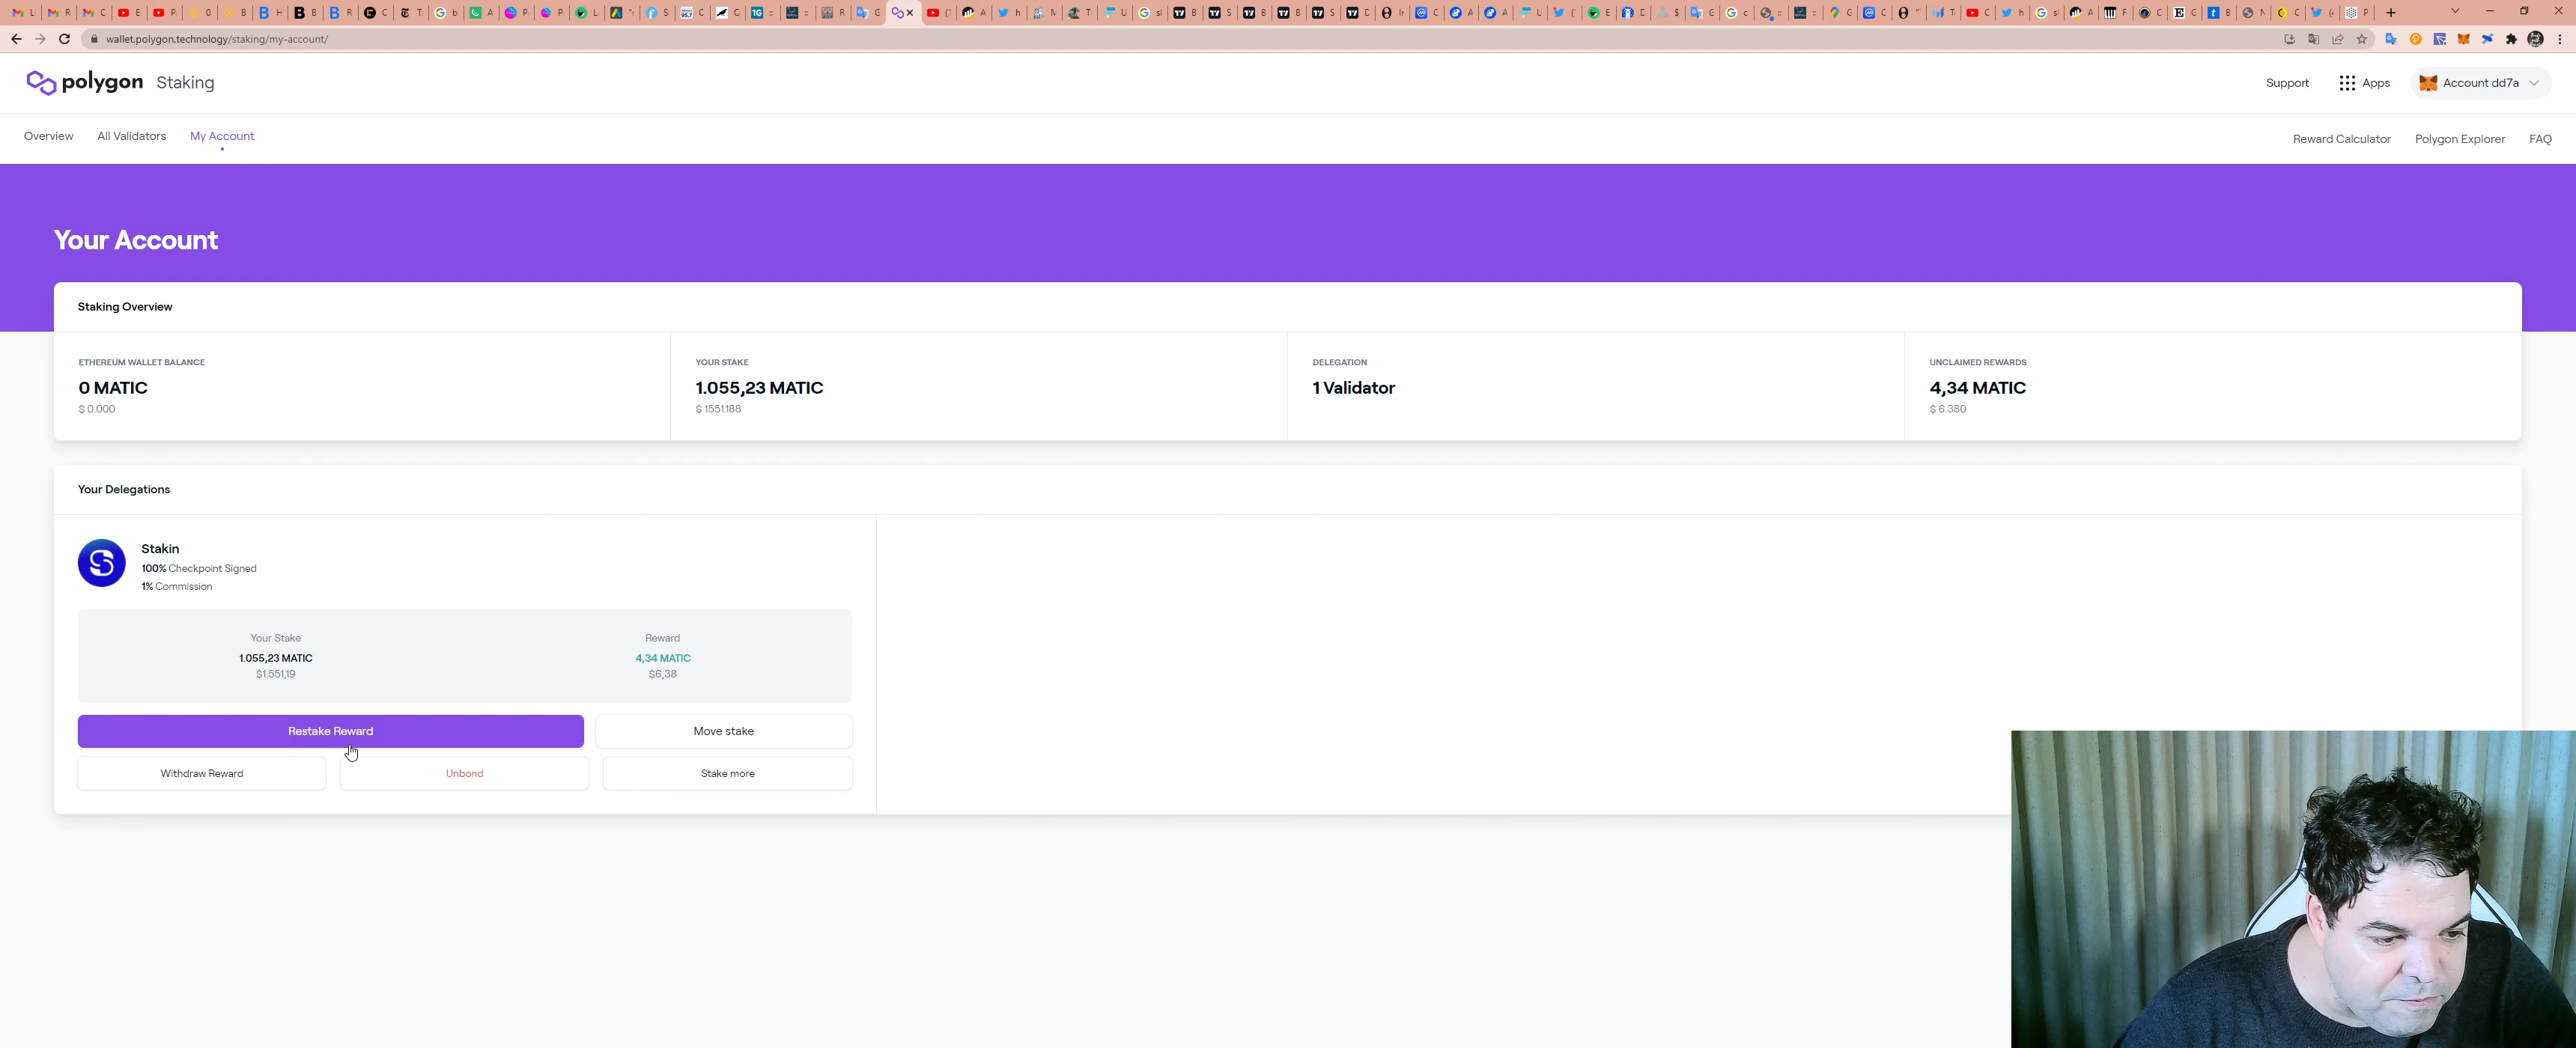 wallet.polygon.technology/staking/my-account/
polygon Staking
Support
Apps
Account dd7a
Overview
All Validators
My Account
Reward Calculator
Polygon Explorer
FAQ
Your Account
Staking Overview
ETHEREUM WALLET BALANCE
0 MATIC
$ 0.000
YOUR STAKE
1.055,23 MATIC
$ 1551.188
DELEGATION
1 Validator
UNCLAIMED REWARDS
4,34 MATIC
$ 6.380
Your Delegations
Stakin
100% Checkpoint Signed
1% Commission
Your Stake
1.055,23 MATIC
$1.551,19
Reward
4,34 MATIC
$6,38
Restake Reward
Move stake
Withdraw Reward
Unbond
Stake more